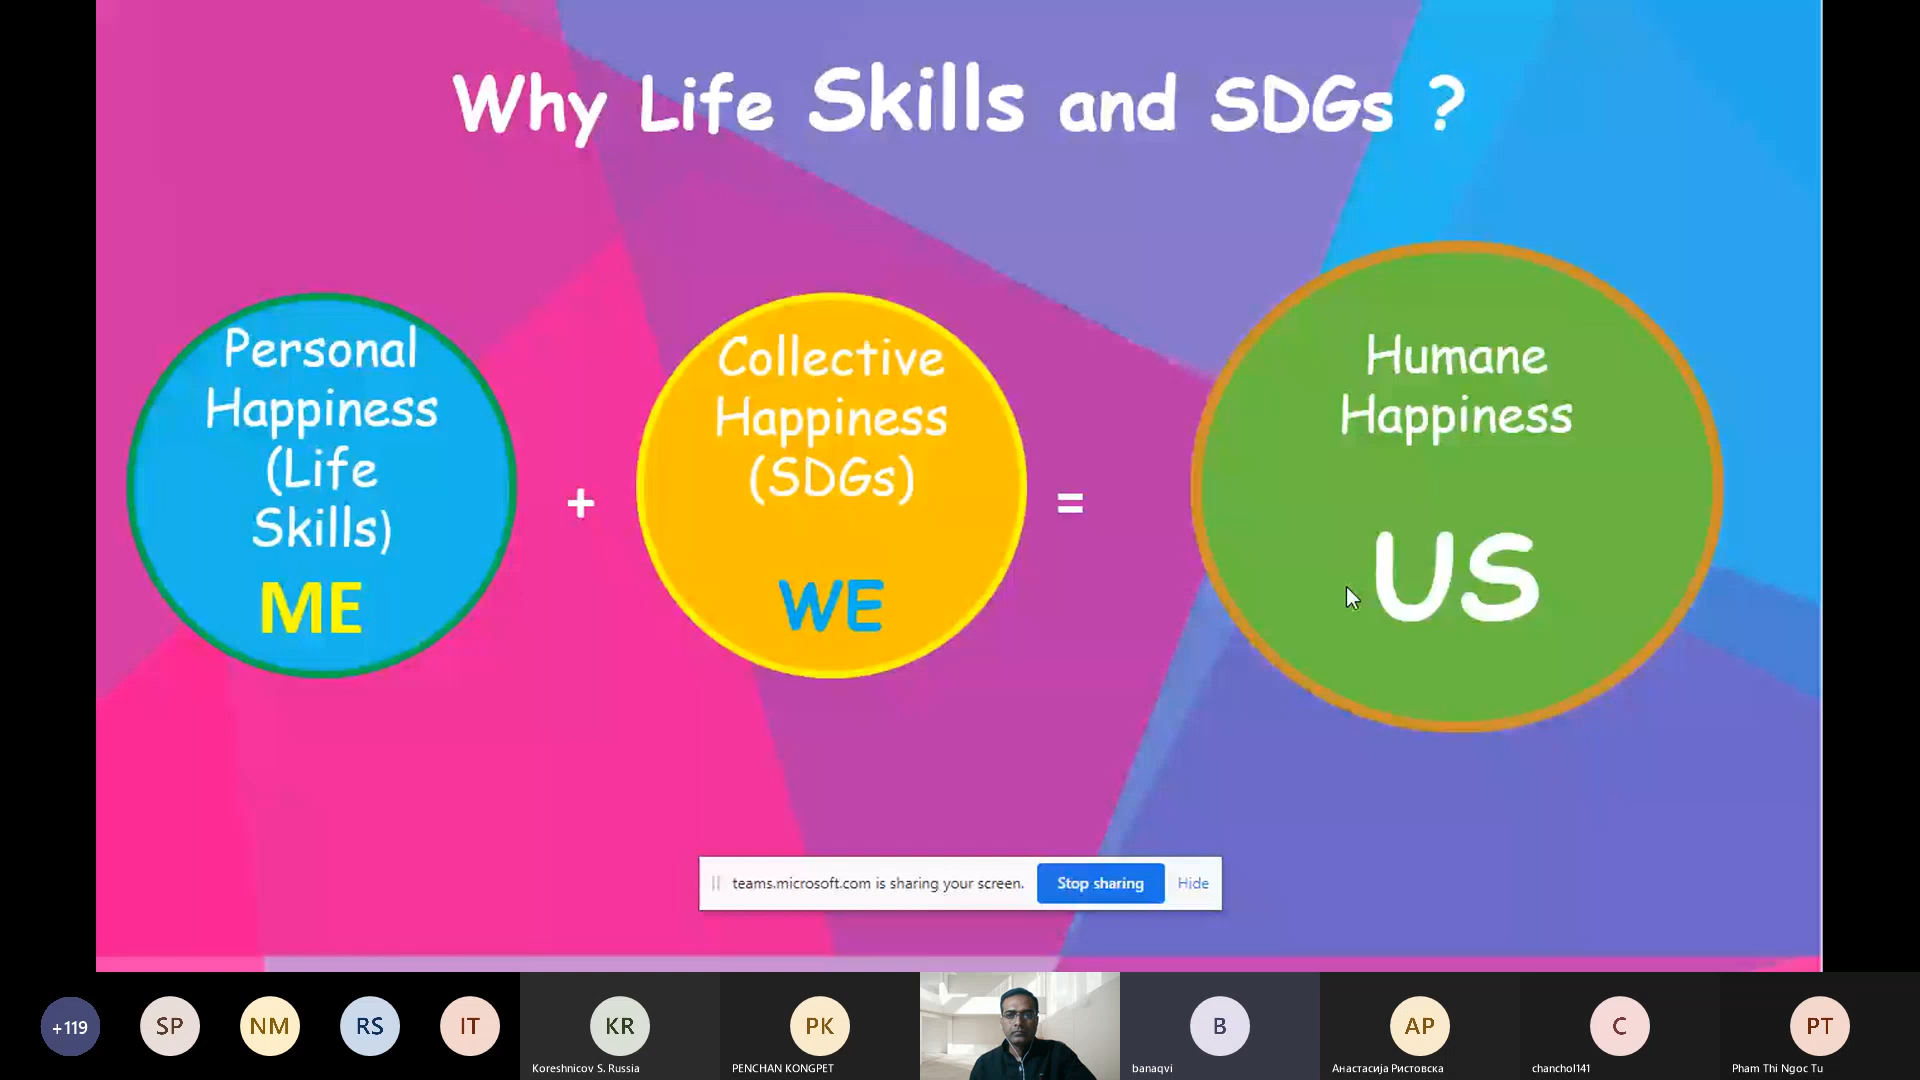 Why Life Skills and SDGs ?
Personal
Happiness
(Life
Skills)
ME
+
Collective
Happiness
(SDGs)
WE
=
Humane
Happiness
US
teams.microsoft.com is sharing your screen.
Stop sharing
Hide
+119
SP
NM
RS
IT
KR
Koreshnicov S. Russia
PK
PENCHAN KONGPET
B
banaqvi
AP
Анастасија Ристовска
C
chanchol141
PT
Pham Thi Ngoc Tu